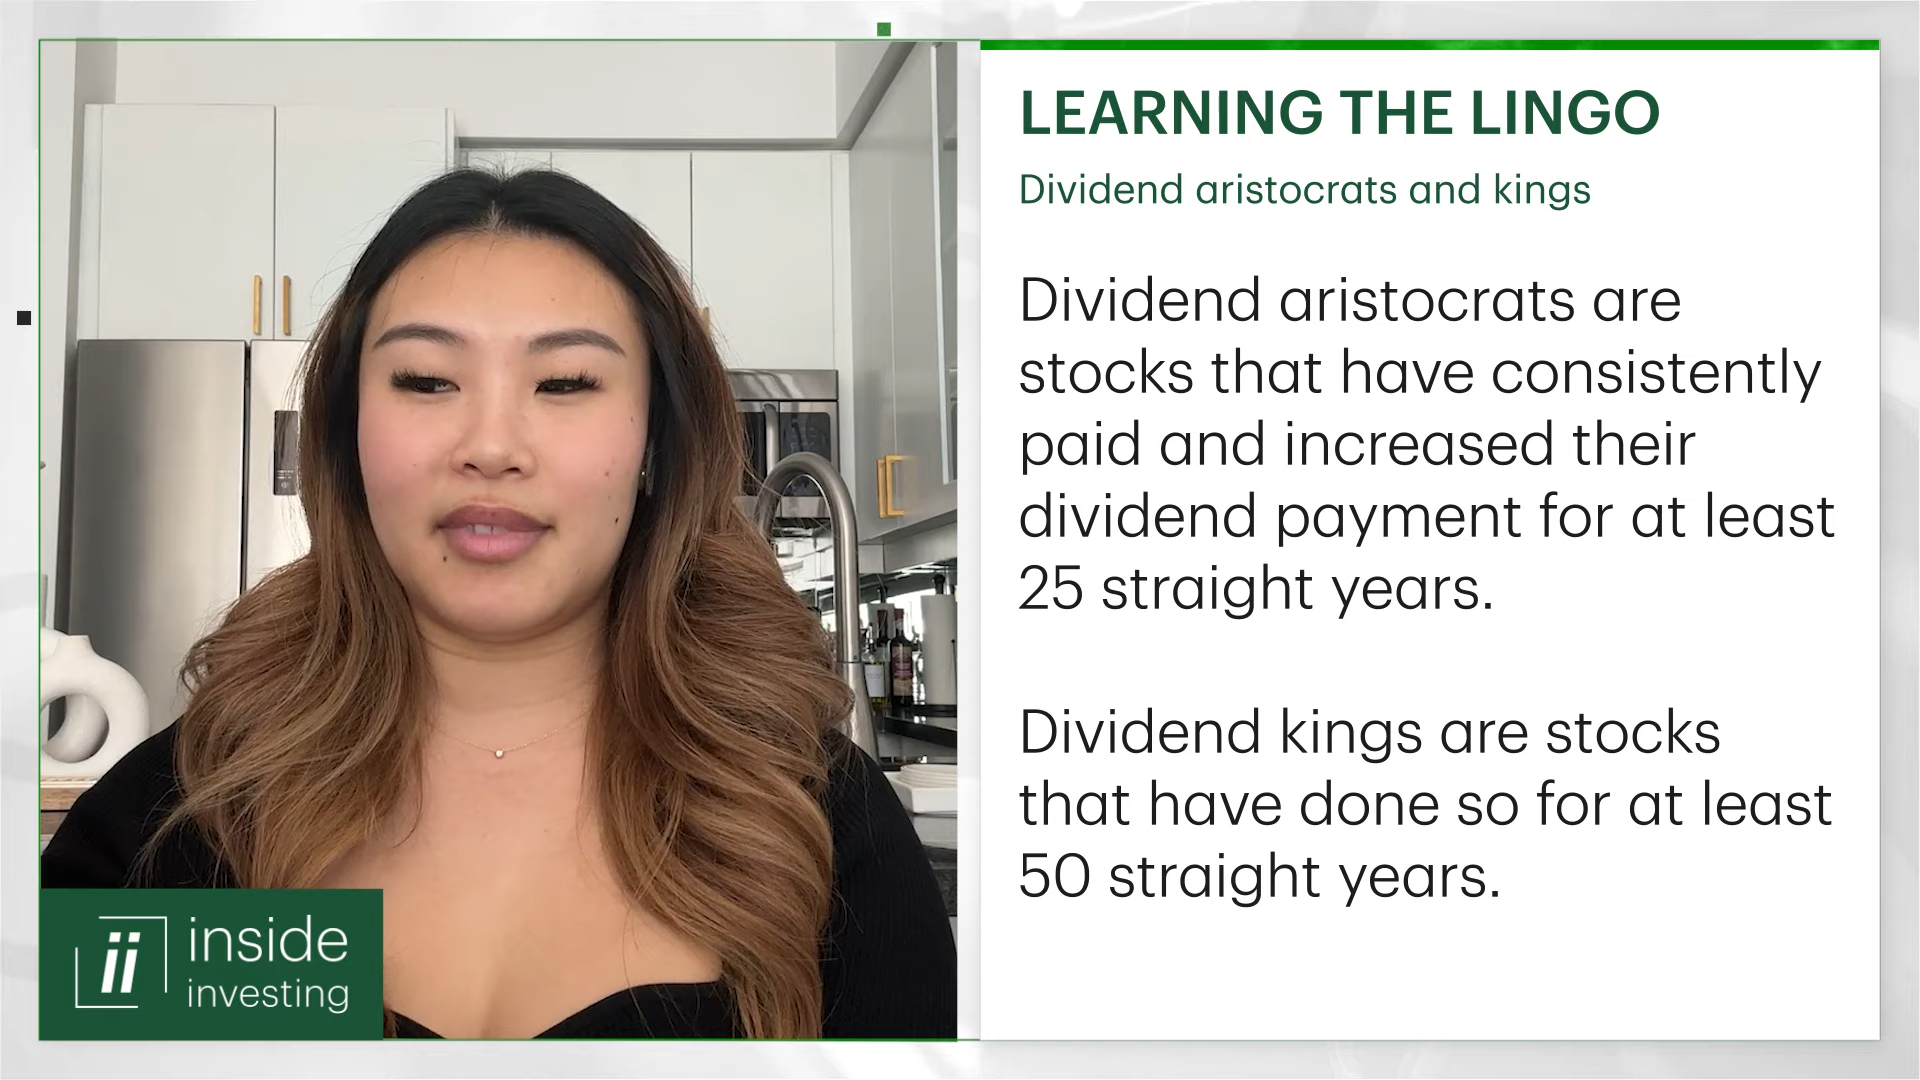 LEARNING THE LINGO
Dividend aristocrats and kings
Dividend aristocrats are
stocks that have consistently
paid and increased their
dividend payment for at least
25 straight years.
Dividend kings are stocks
that have done so for at least
50 straight years.
ii inside
investing